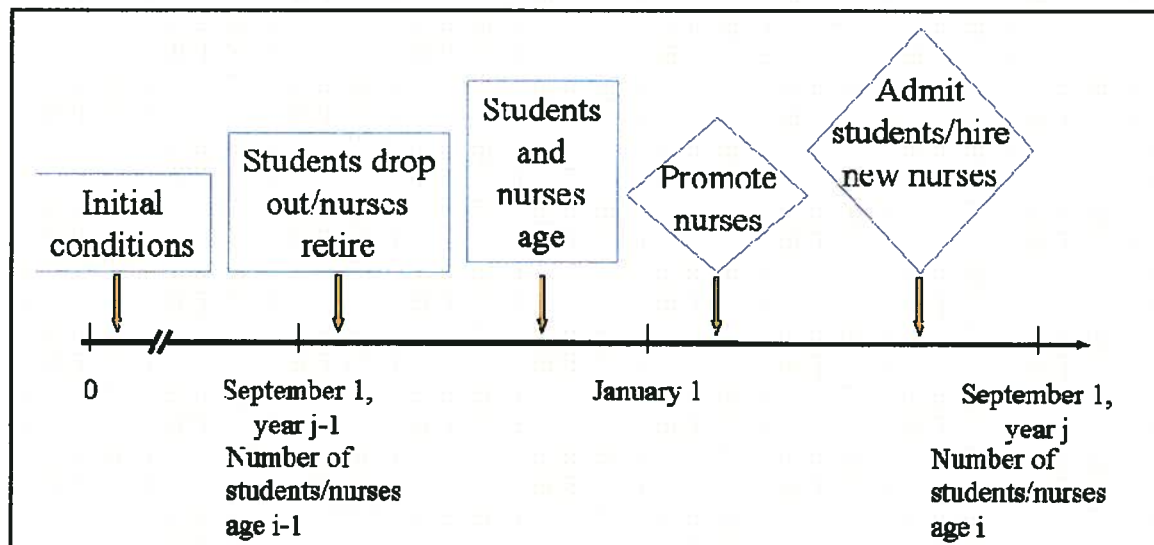 Initial
conditions
Students drop
out/nurses
retire
Students
and
nurses
age
Promote
nurses
Admit
students/hire
new nurses
0
September 1,
year j-1
Number of
students/nurses
age i-1
January 1
September 1,
year j
Number of
students/nurses
age i